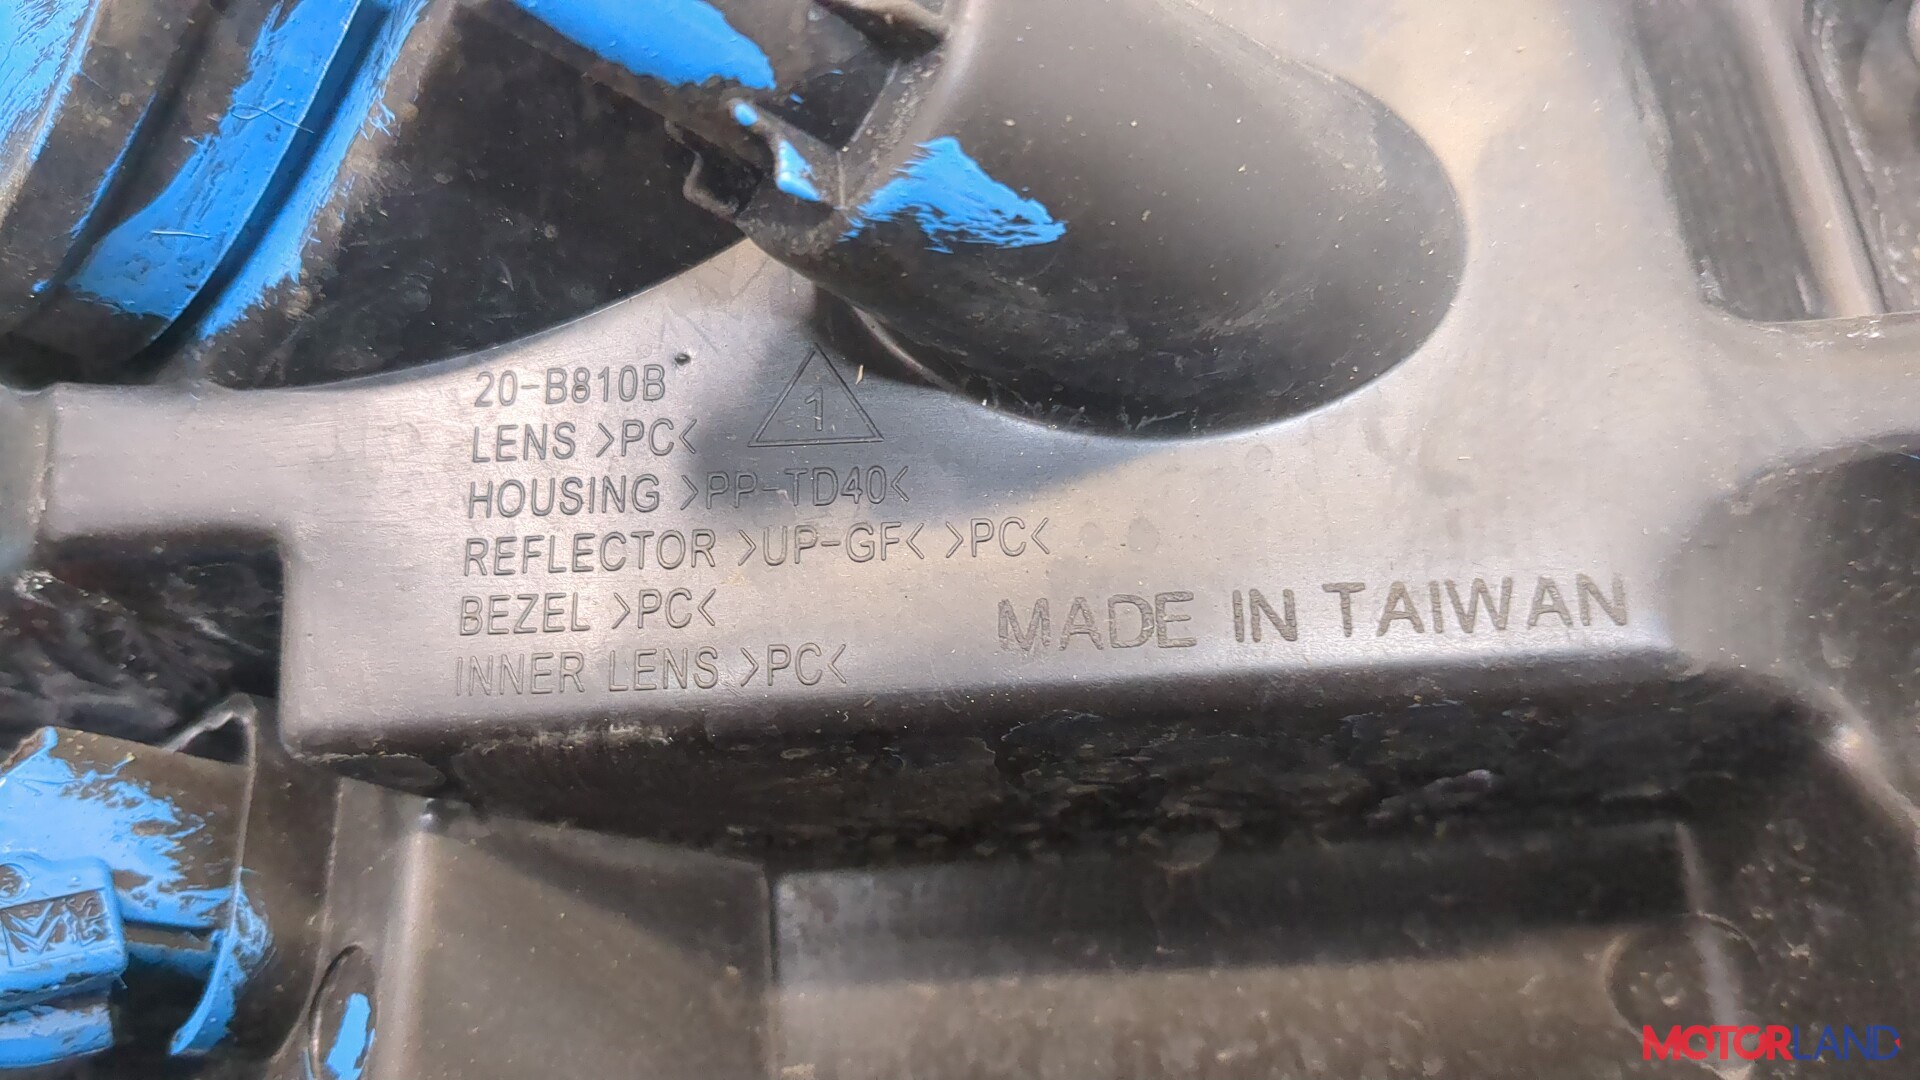 20-B810B
1
LENS >PC<
HOUSING >PP-TD40<
REFLECTOR >UP-GF< >PC<
BEZEL >PC<
INNER LENS >PC<
MADE IN TAIWAN
MOTORLAND